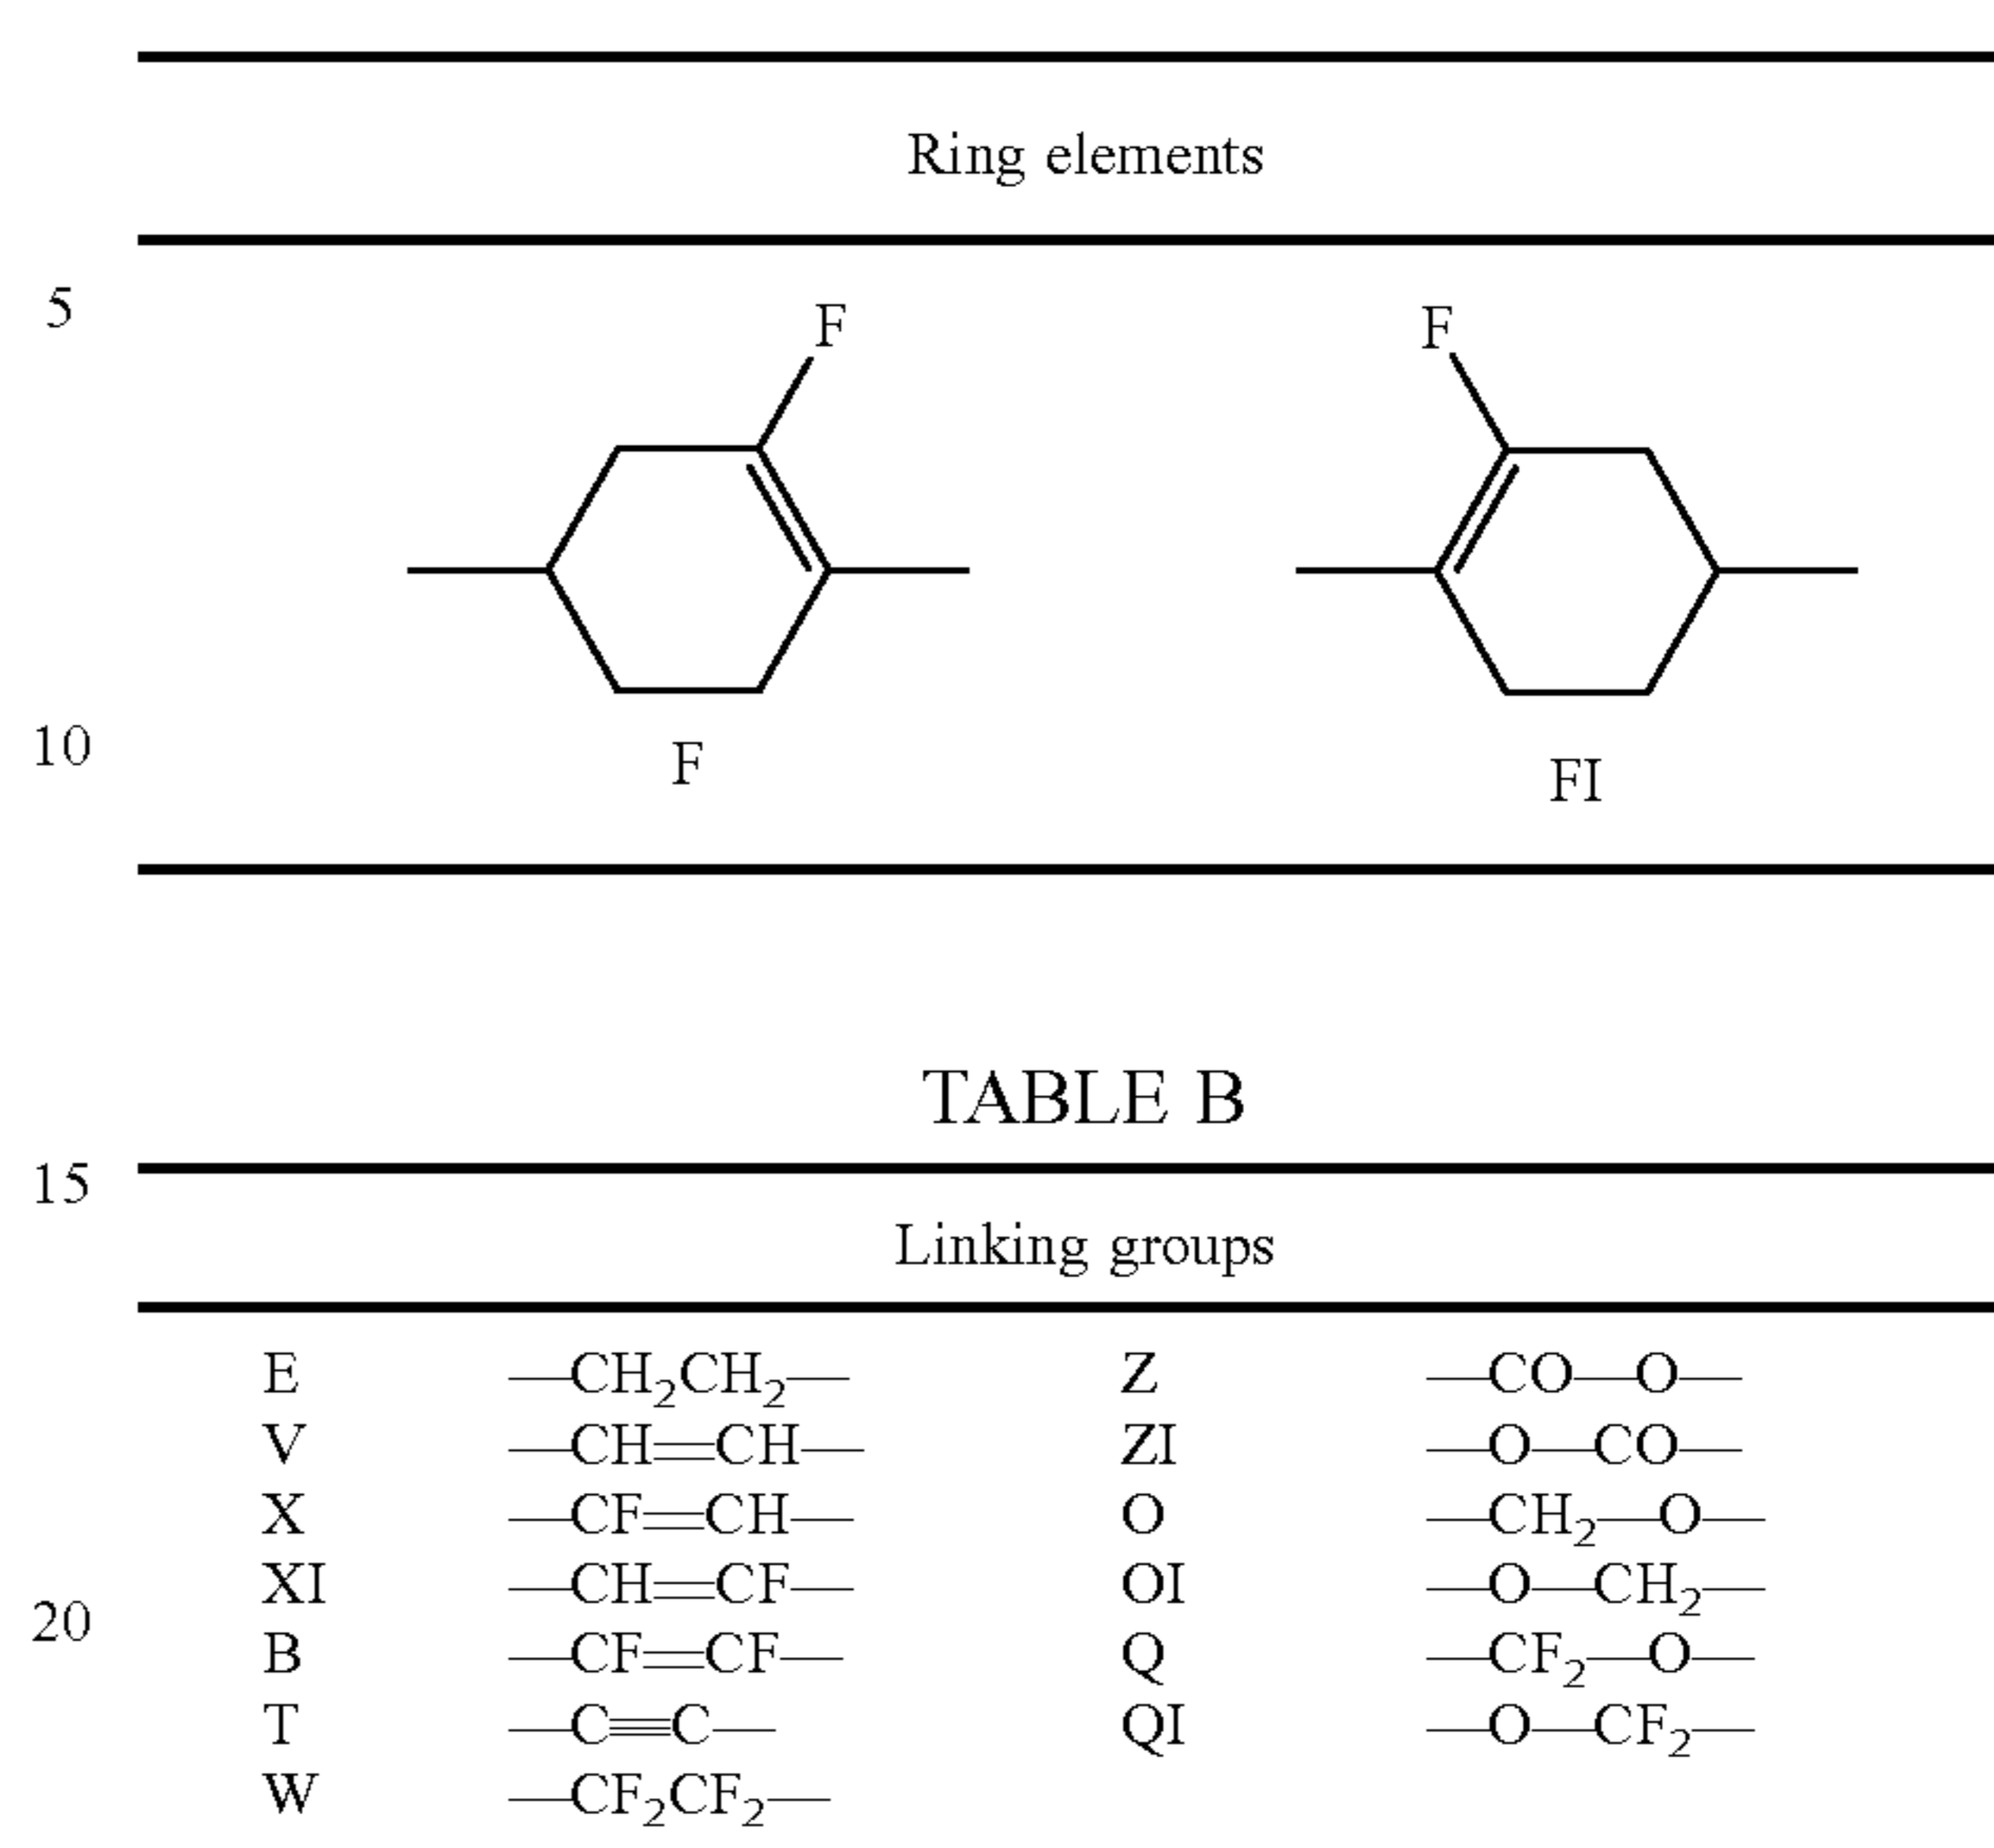 Ring elements
5
F F
10
F FI
TABLE B
15
Linking groups
E —CH₂CH₂— Z —CO—O—
V —CH=CH— ZI —O—CO—
X —CF=CH— O —CH₂—O—
XI —CH=CF— OI —O—CH₂—
20
B —CF=CF— Q —CF₂—O—
T —C≡C— QI —O—CF₂—
W —CF₂CF₂—